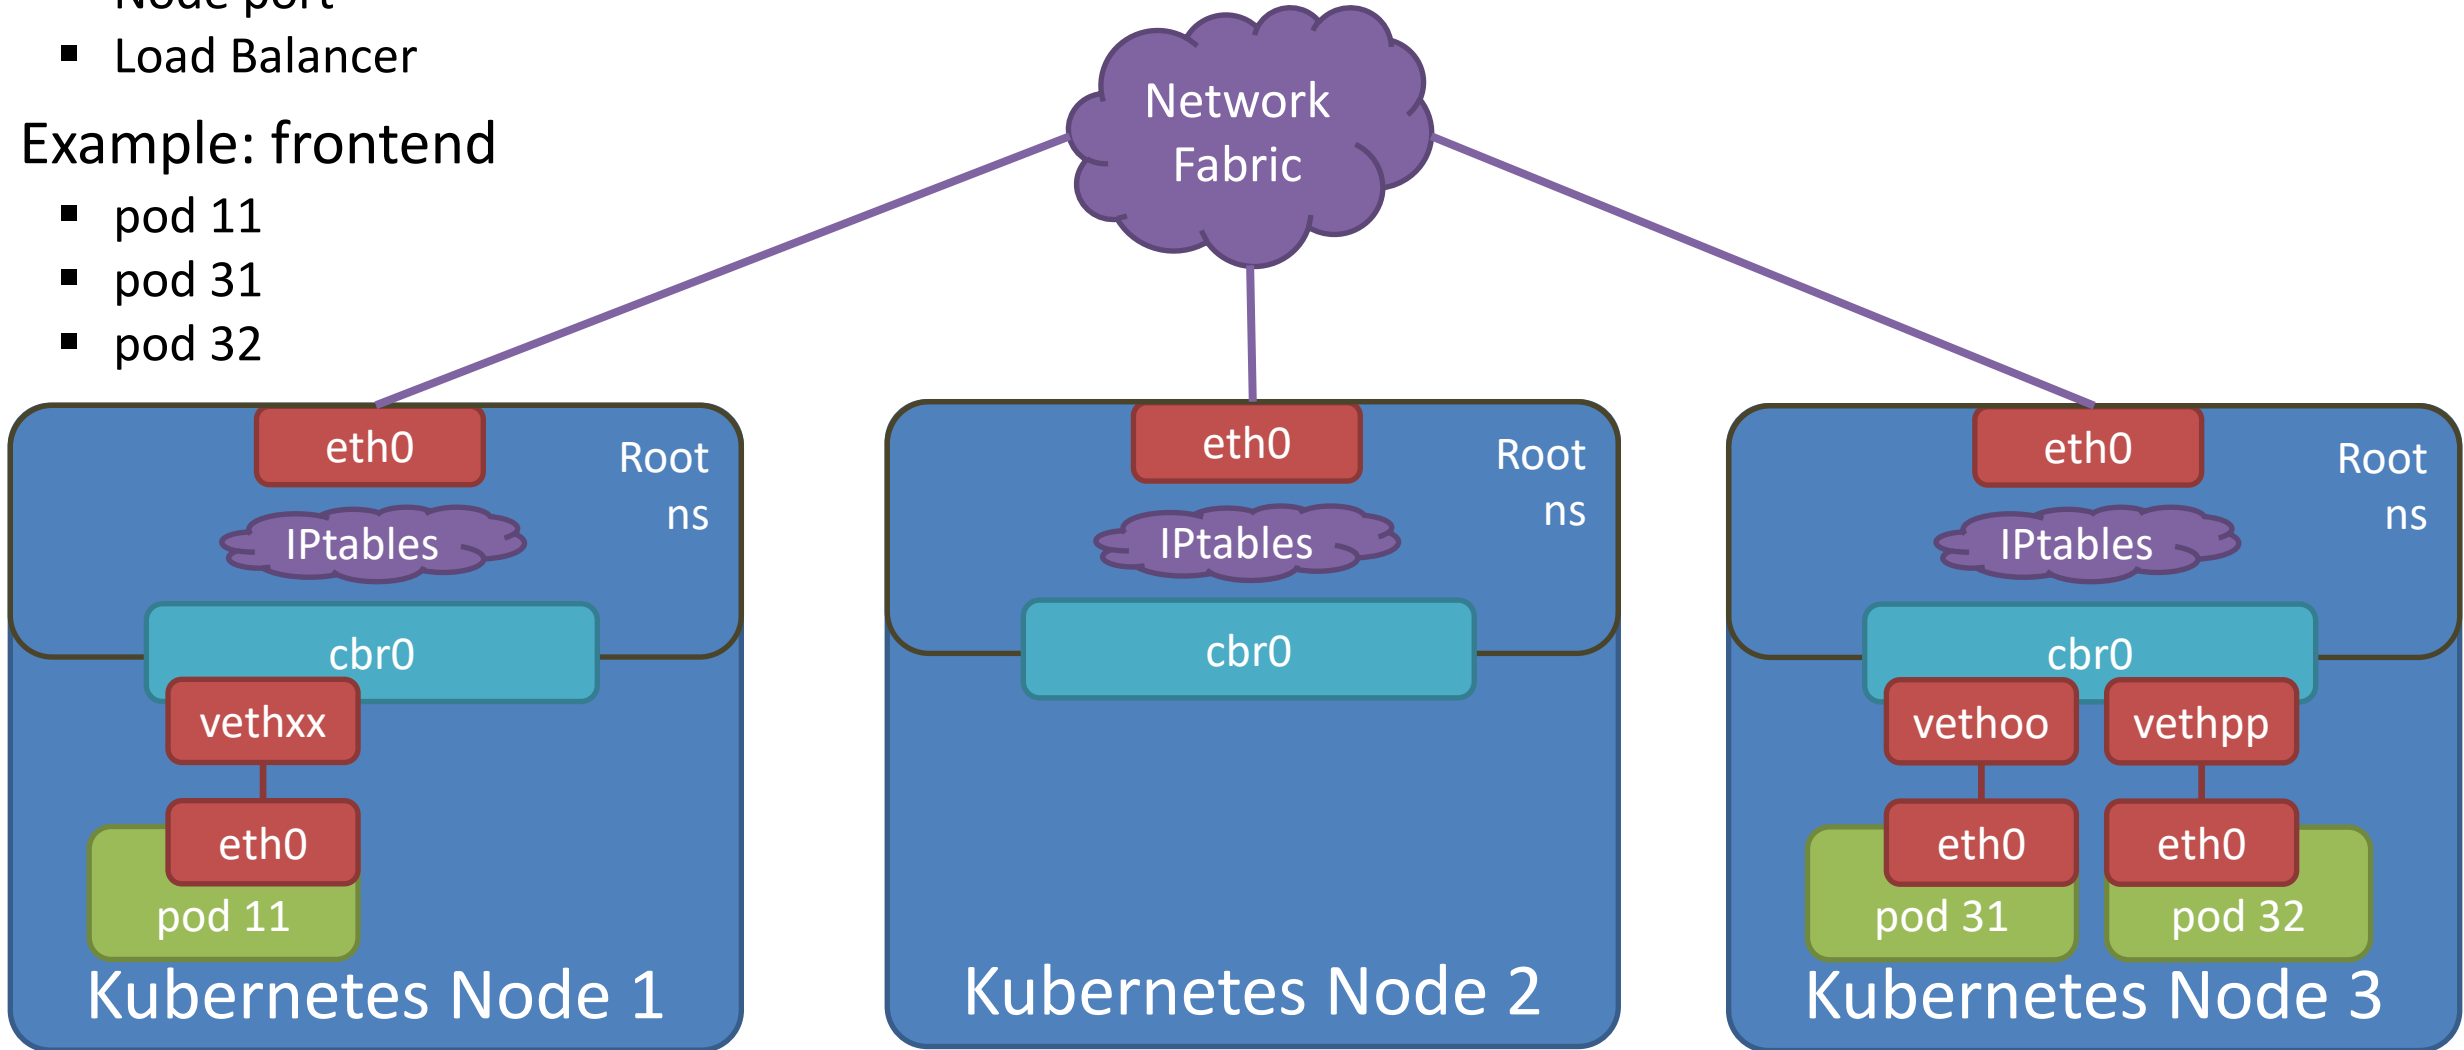 Node port
▪ Load Balancer
Example: frontend
▪ pod 11
▪ pod 31
▪ pod 32
Network
Fabric
eth0
Root
ns
IPtables
cbr0
vethxx
eth0
pod 11
Kubernetes Node 1
eth0
Root
ns
IPtables
cbr0
Kubernetes Node 2
eth0
Root
ns
IPtables
cbr0
vethoo
vethpp
eth0
eth0
pod 31
pod 32
Kubernetes Node 3